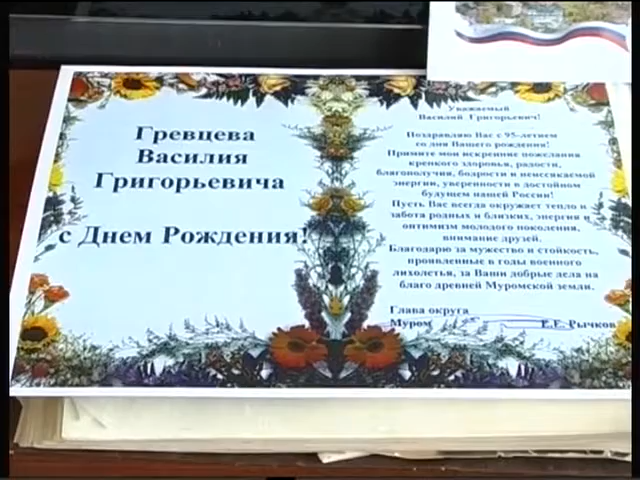 Гревцева
Василия
Григорьевича
с Днем Рождения!
Уважаемый
Василий Григорьевич!
Поздравляю Вас с 95-летием
со дня Вашего рождения!
Примите мои искренние пожелания
крепкого здоровья, радости,
благополучия, бодрости и неиссякаемой
энергии, уверенности в достойном
будущем нашей России!
Пусть Вас всегда окружает тепло и
забота родных и близких, энергия и
оптимизм молодого поколения,
внимание друзей.
Благодарю за мужество и стойкость,
проявленные в годы военного
лихолетья, за Ваши добрые дела на
благо древней Муромской земли.
Глава округа
Муром Е.Е. Рычков